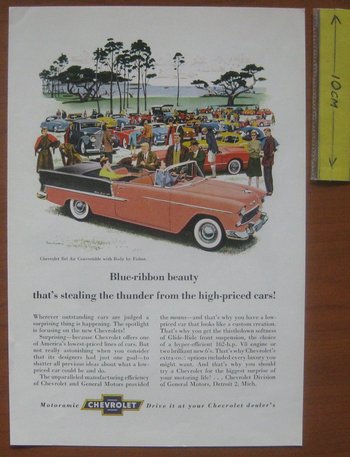 10CM
Chevrolet Bel Air Convertible with Body by Fisher.
Blue-ribbon beauty
that's stealing the thunder from the high-priced cars!
Wherever outstanding cars are judged a
surprising thing is happening. The spotlight
is focusing on the new Chevrolets!
Surprising—because Chevrolet offers one
of America's lowest-priced lines of cars. But
not really astonishing when you consider
that its designers had just one goal—to
shatter all previous ideas about what a low-
priced car could be and do.
The unparalleled manufacturing efficiency
of Chevrolet and General Motors provided
the means—and that's why you have a low-
priced car that looks like a custom creation.
That's why you get the thistledown softness
of Glide-Ride front suspension, the choice
of a hyper-efficient 162-h.p. V8 engine or
two brilliant new 6's. That's why Chevrolet's
extra-cost options included every luxury you
might want. And that's why you should
try a Chevrolet for the biggest surprise of
your motoring life! . . . Chevrolet Division
of General Motors, Detroit 2, Mich.
Motoramic CHEVROLET Drive it at your Chevrolet dealer's